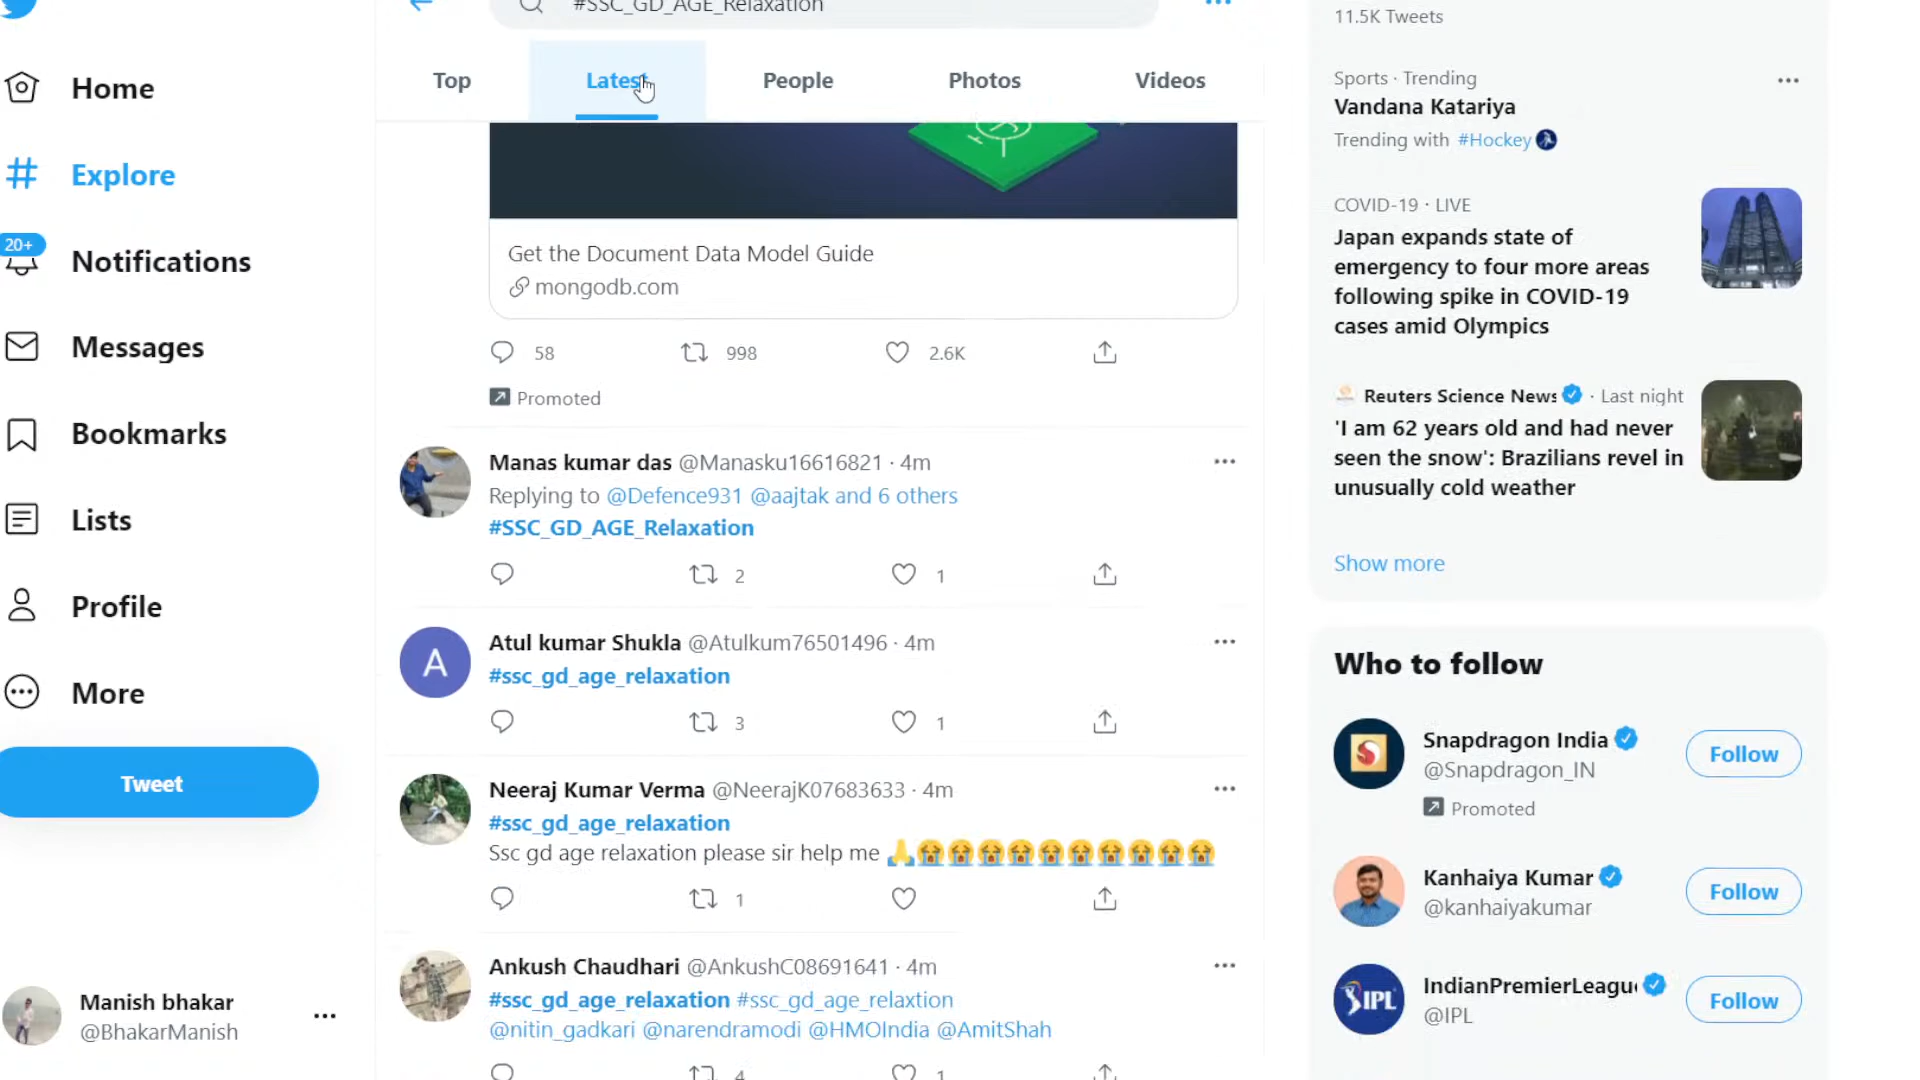 Home
Explore
20+
Notifications
Messages
Bookmarks
Lists
Profile
More
Tweet
Manish bhakar
@BhakarManish
#SSC_GD_AGE_Relaxation
Top
Latest
People
Photos
Videos
Get the Document Data Model Guide
mongodb.com
58
998
2.6K
Promoted
Manas kumar das @Manasku16616821 · 4m
Replying to @Defence931 @aajtak and 6 others
#SSC_GD_AGE_Relaxation
2
1
Atul kumar Shukla @Atulkum76501496 · 4m
#ssc_gd_age_relaxation
3
1
Neeraj Kumar Verma @NeerajK07683633 · 4m
#ssc_gd_age_relaxation
Ssc gd age relaxation please sir help me 🙏😭😭😭😭😭😭😭😭😭😭
1
Ankush Chaudhari @AnkushC08691641 · 4m
#ssc_gd_age_relaxation #ssc_gd_age_relaxtion
@nitin_gadkari @narendramodi @HMOIndia @AmitShah
4
1
11.5K Tweets
Sports · Trending
Vandana Katariya
Trending with #Hockey
COVID-19 · LIVE
Japan expands state of
emergency to four more areas
following spike in COVID-19
cases amid Olympics
Reuters Science News · Last night
'I am 62 years old and had never
seen the snow': Brazilians revel in
unusually cold weather
Show more
Who to follow
Snapdragon India
@Snapdragon_IN
Promoted
Follow
Kanhaiya Kumar
@kanhaiyakumar
Follow
IPL
IndianPremierLeagu
@IPL
Follow
A